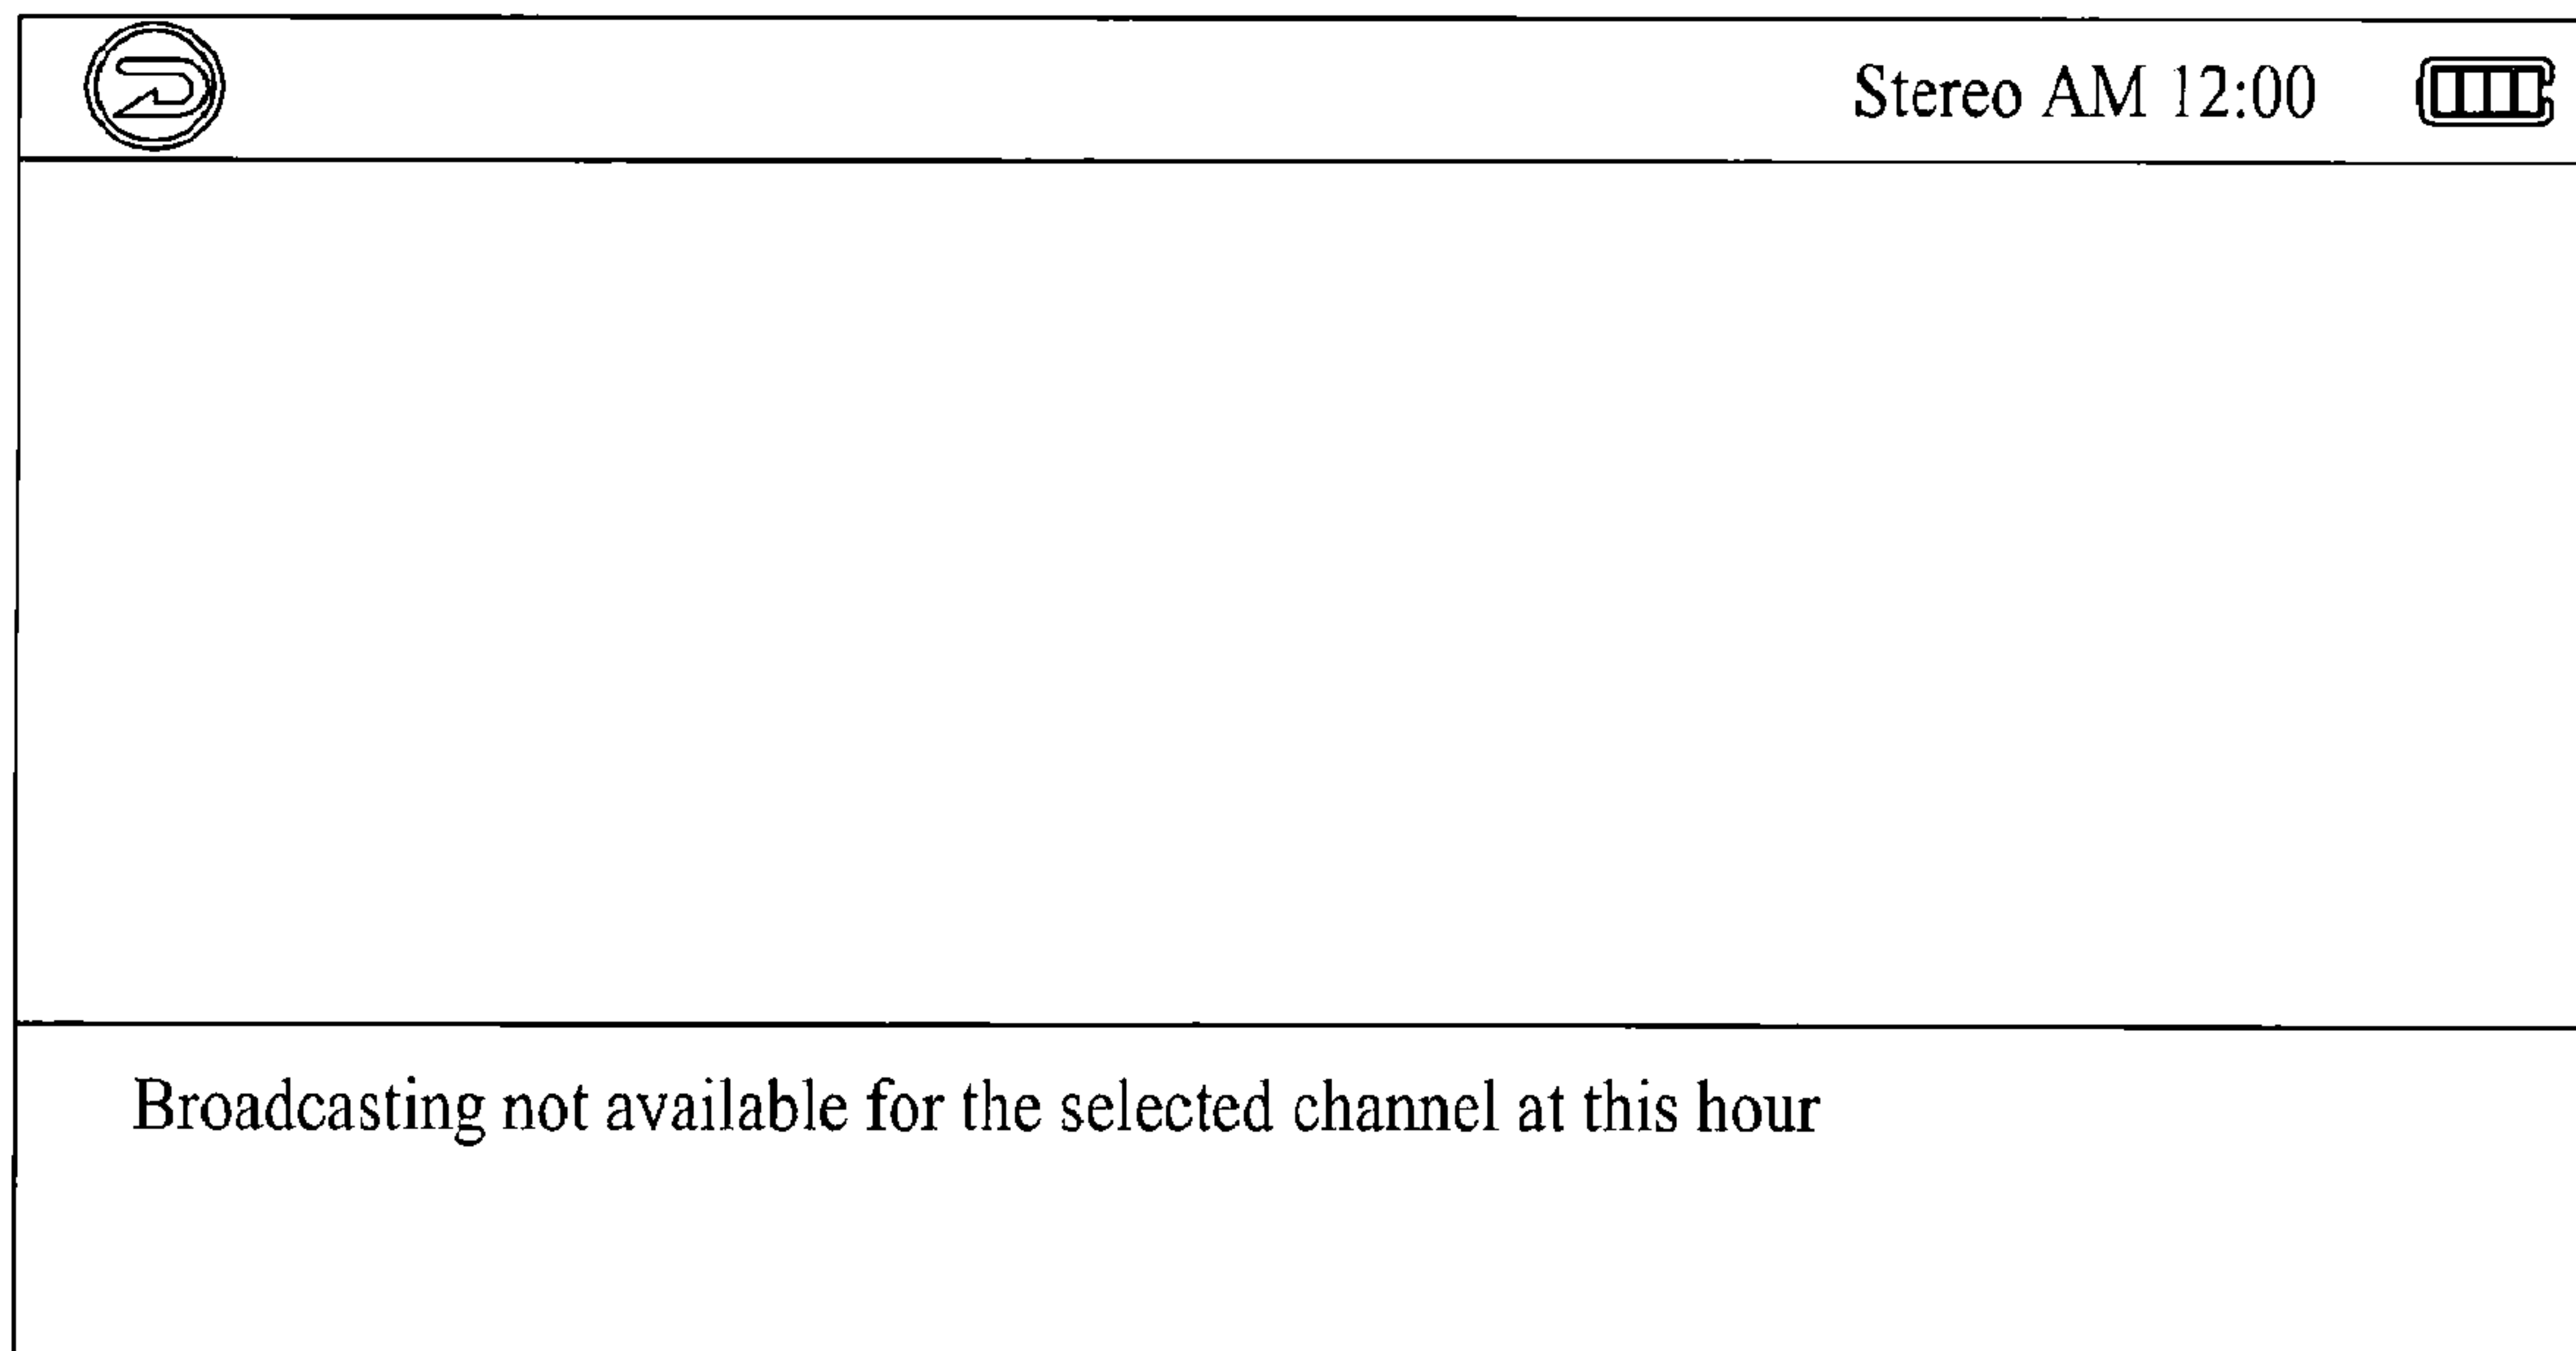 Stereo AM 12:00
Broadcasting not available for the selected channel at this hour